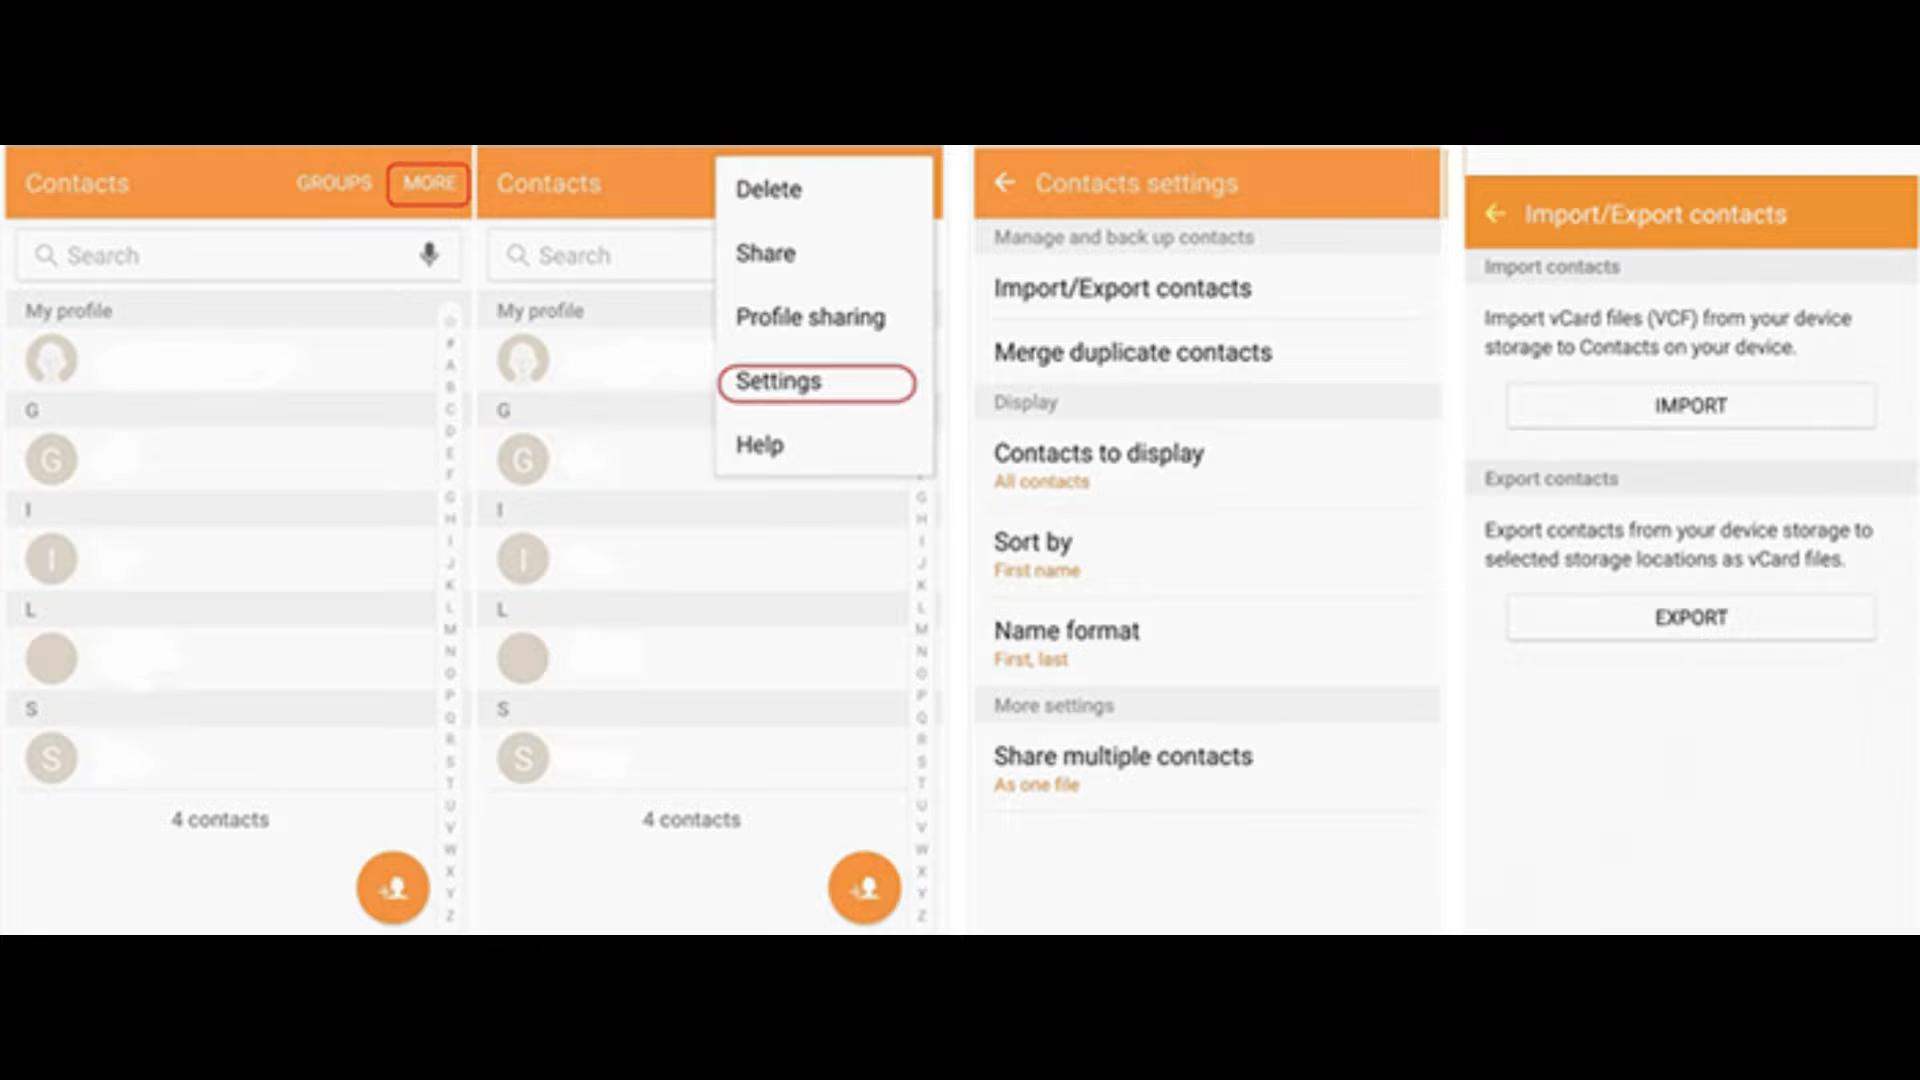 Contacts
GROUPS
MORE
Search
My profile
G
G
I
I
L
S
S
4 contacts
#
A
B
C
D
E
F
G
H
I
J
K
L
M
N
O
P
Q
R
S
T
U
V
W
X
Y
Z
Contacts
Search
My profile
G
G
I
I
L
S
S
4 contacts
Delete
Share
Profile sharing
Settings
Help
G
H
I
J
K
L
M
N
O
P
Q
R
S
T
U
V
W
X
Y
Z
Contacts settings
Manage and back up contacts
Import/Export contacts
Merge duplicate contacts
Display
Contacts to display
All contacts
Sort by
First name
Name format
First, last
More settings
Share multiple contacts
As one file
Import/Export contacts
Import contacts
Import vCard files (VCF) from your device
storage to Contacts on your device.
IMPORT
Export contacts
Export contacts from your device storage to
selected storage locations as vCard files.
EXPORT